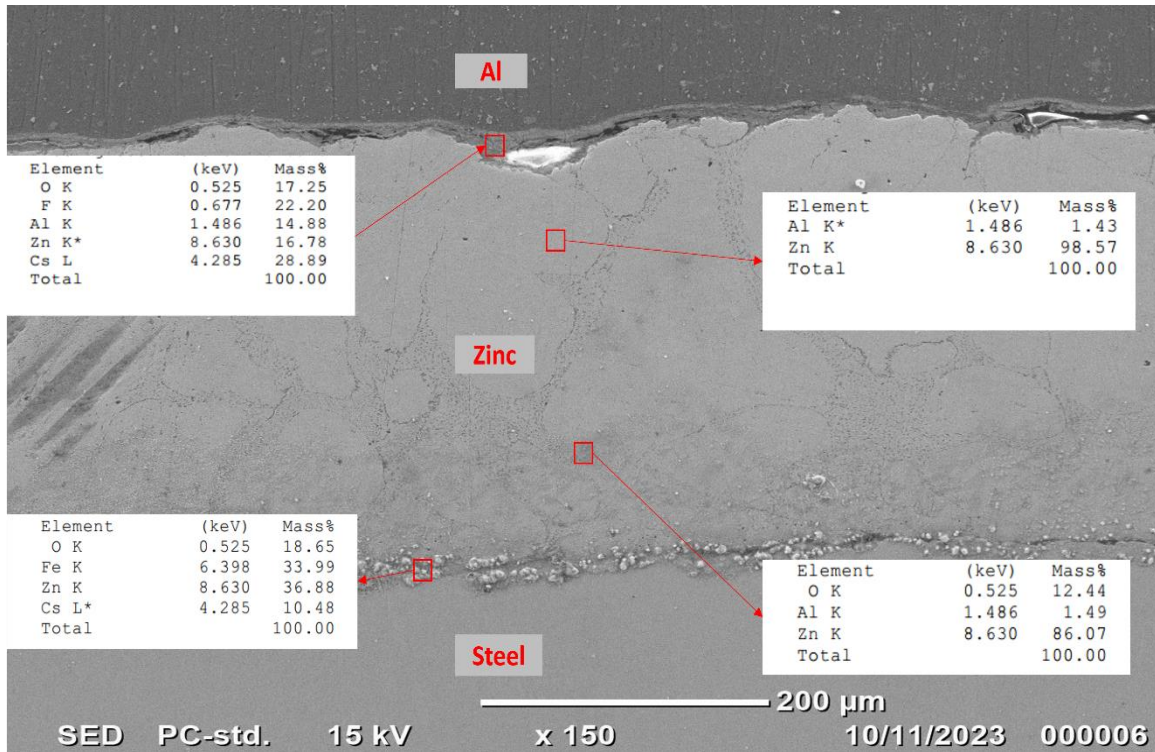 Al
Element (keV) Mass%
O K 0.525 17.25
F K 0.677 22.20
Al K 1.486 14.88
Zn K* 8.630 16.78
Cs L 4.285 28.89
Total 100.00
Element (keV) Mass%
Al K* 1.486 1.43
Zn K 8.630 98.57
Total 100.00
Zinc
Element (keV) Mass%
O K 0.525 18.65
Fe K 6.398 33.99
Zn K 8.630 36.88
Cs L* 4.285 10.48
Total 100.00
Element (keV) Mass%
O K 0.525 12.44
Al K 1.486 1.49
Zn K 8.630 86.07
Total 100.00
Steel
200 µm
SED PC-std. 15 kV x 150 10/11/2023 000006